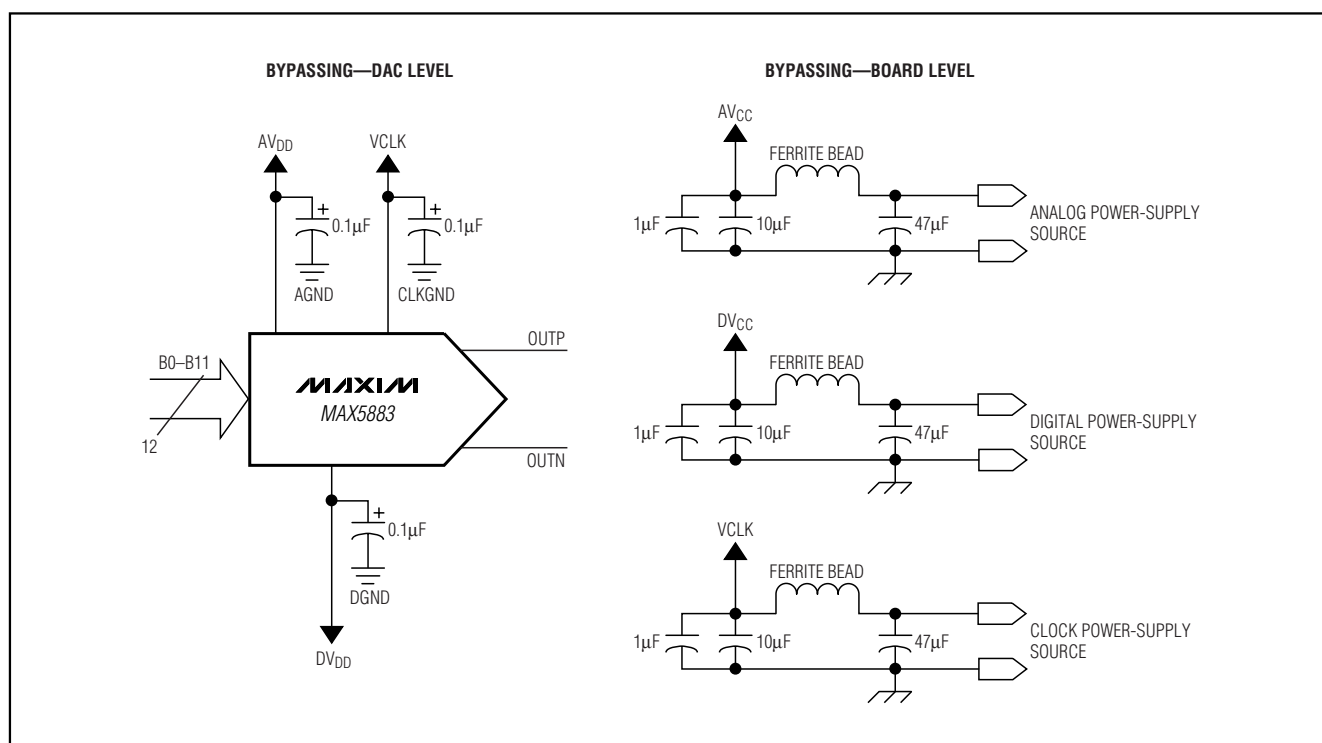 BYPASSING—DAC LEVEL
AVDD
VCLK
+
0.1µF
+
0.1µF
AGND
CLKGND
B0–B11
12
MAXIM
MAX5883
OUTP
OUTN
+
0.1µF
DGND
DVDD
BYPASSING—BOARD LEVEL
AVCC
FERRITE BEAD
1µF
10µF
47µF
ANALOG POWER-SUPPLY
SOURCE
DVCC
FERRITE BEAD
1µF
10µF
47µF
DIGITAL POWER-SUPPLY
SOURCE
VCLK
FERRITE BEAD
1µF
10µF
47µF
CLOCK POWER-SUPPLY
SOURCE